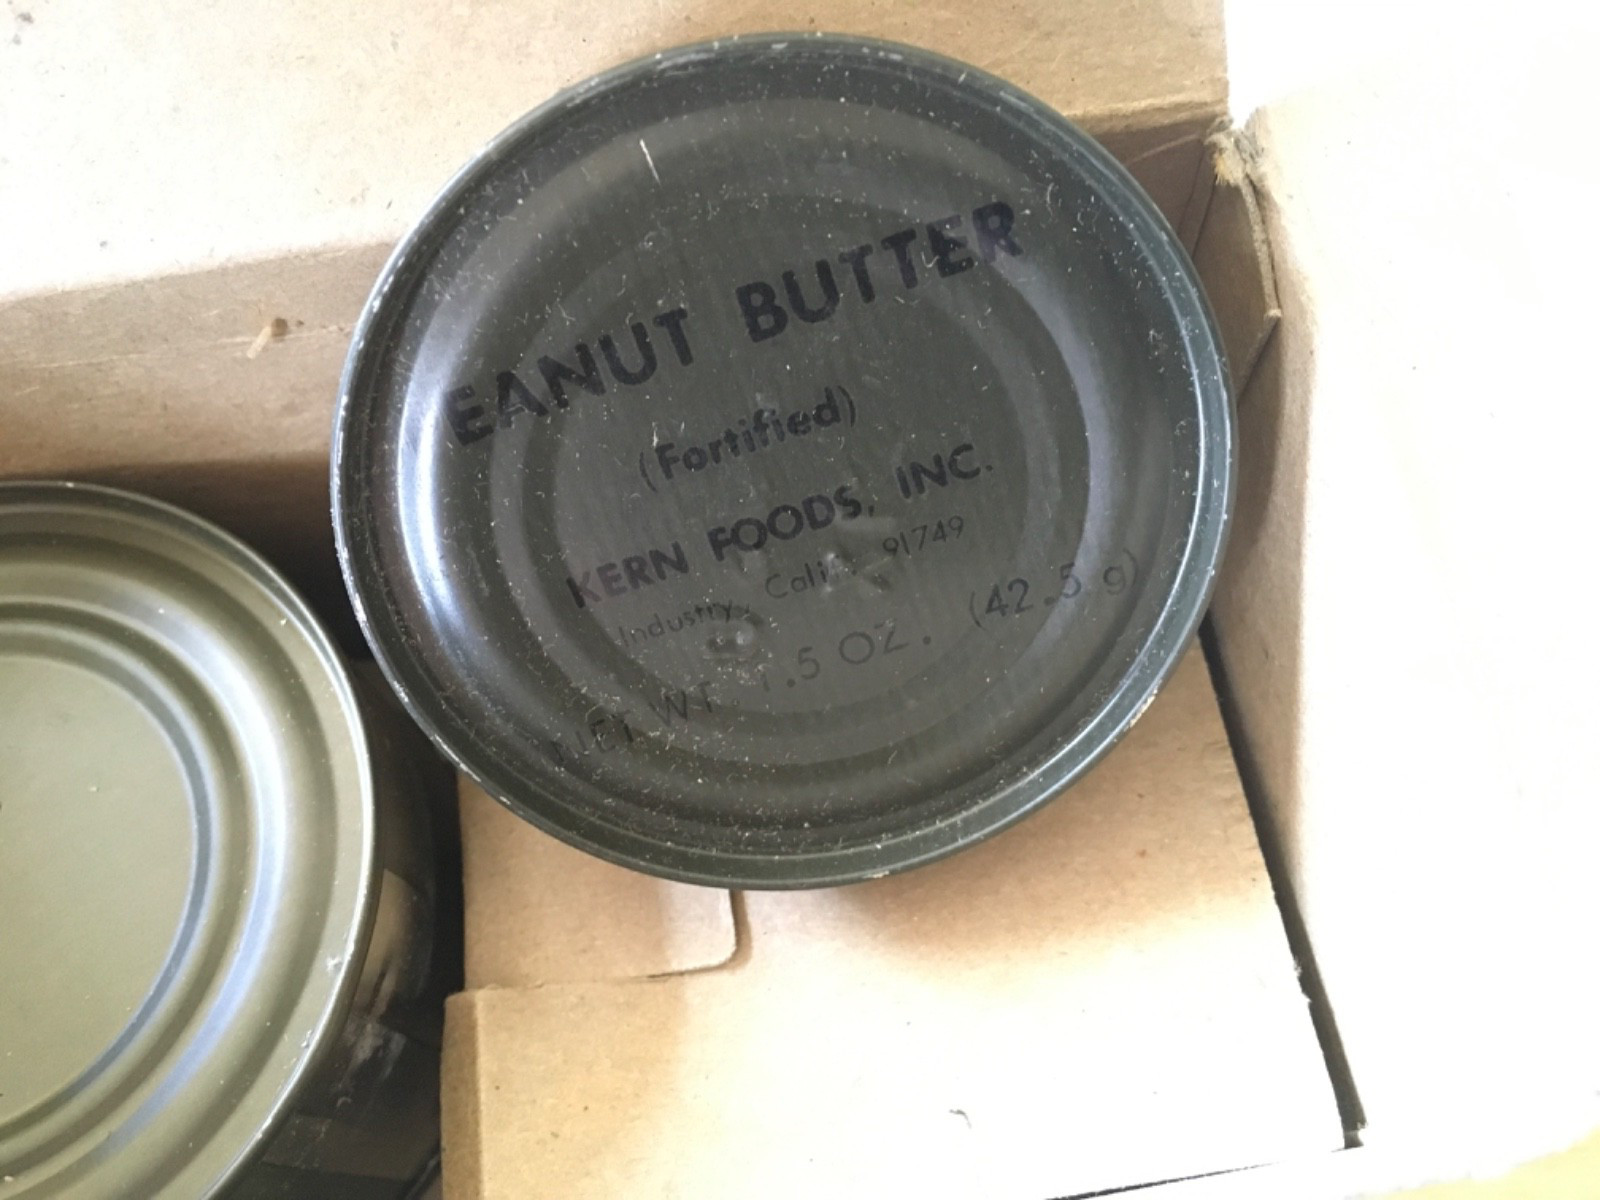 EANUT BUTTER
(Fortified)
KERN FOODS, INC.
Industry, Calif. 91749
NET WT. 1.5 OZ. (42.5 g)